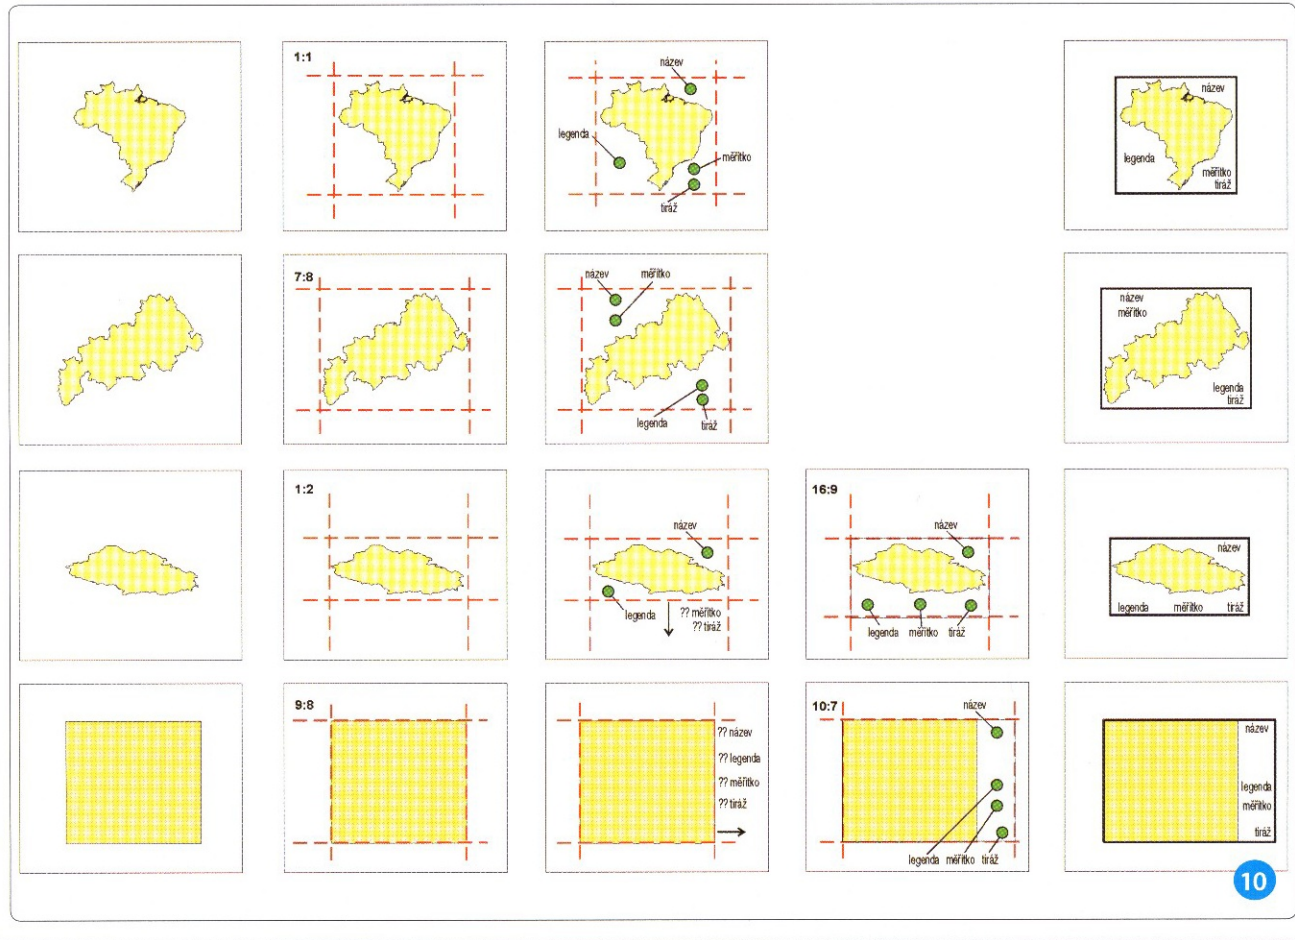 1:1
název
legenda
měřítko
tiráž
název
legenda
měřítko
tiráž
7:8
název měřítko
legenda
tiráž
název
měřítko
legenda
tiráž
1:2
název
legenda
?? měřítko
?? tiráž
16:9
název
legenda měřítko tiráž
název
legenda měřítko tiráž
9:8
?? název
?? legenda
?? měřítko
?? tiráž
10:7
název
legenda měřítko tiráž
název
legenda
měřítko
tiráž
10